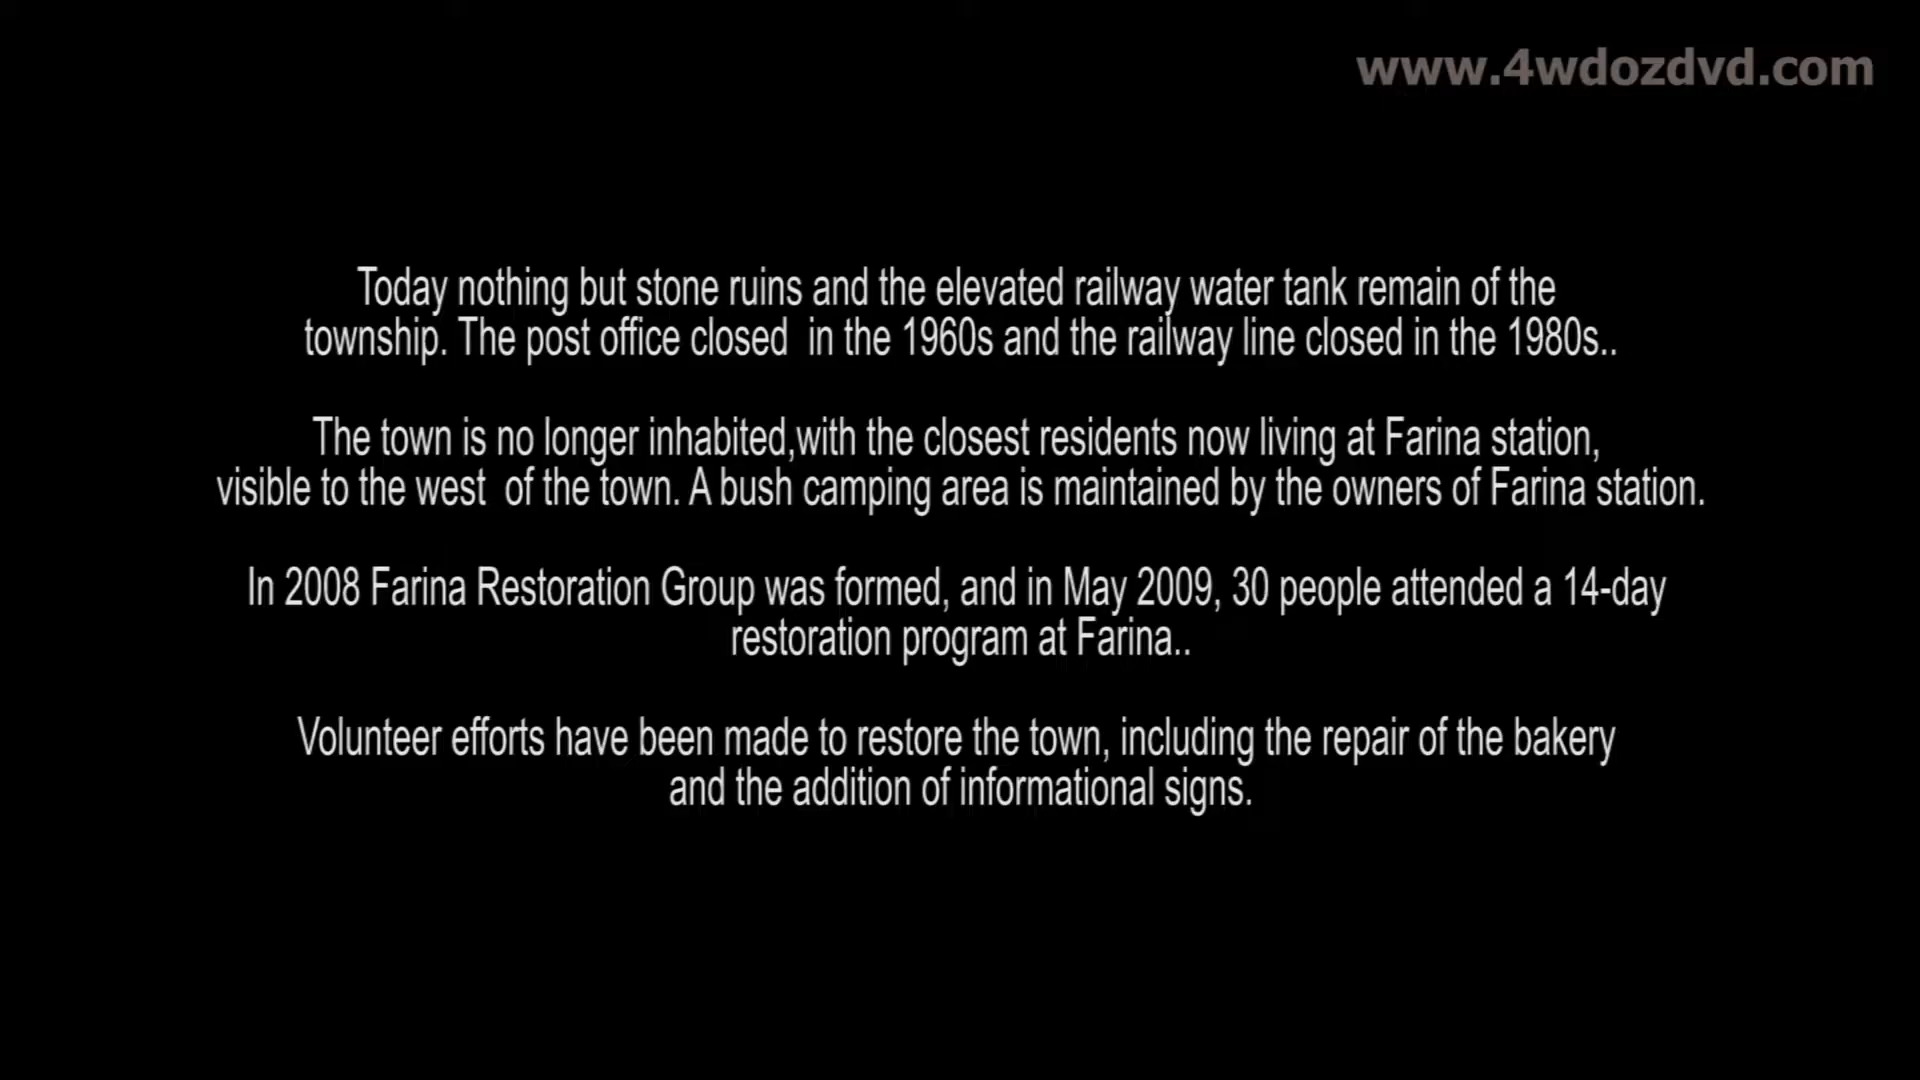 www.4wdozdvd.com
Today nothing but stone ruins and the elevated railway water tank remain of the
township. The post office closed  in the 1960s and the railway line closed in the 1980s..
The town is no longer inhabited,with the closest residents now living at Farina station,
visible to the west  of the town. A bush camping area is maintained by the owners of Farina station.
In 2008 Farina Restoration Group was formed, and in May 2009, 30 people attended a 14-day
restoration program at Farina..
Volunteer efforts have been made to restore the town, including the repair of the bakery
and the addition of informational signs.